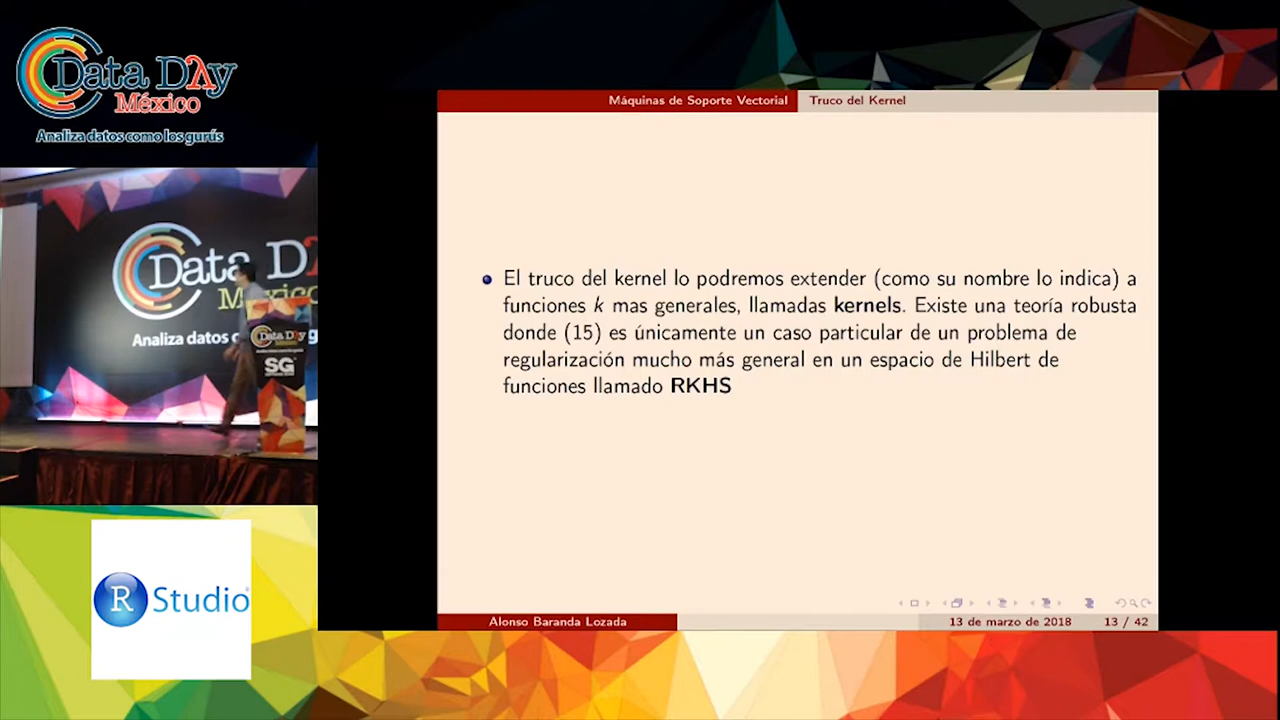 Data Day
México
Analiza datos como los gurús
Data D
Analiza datos c
Data Day
SG
R Studio
Máquinas de Soporte Vectorial
Truco del Kernel
El truco del kernel lo podremos extender (como su nombre lo indica) a
funciones k mas generales, llamadas kernels. Existe una teoría robusta
donde (15) es únicamente un caso particular de un problema de
regularización mucho más general en un espacio de Hilbert de
funciones llamado RKHS
Alonso Baranda Lozada
13 de marzo de 2018
13 / 42